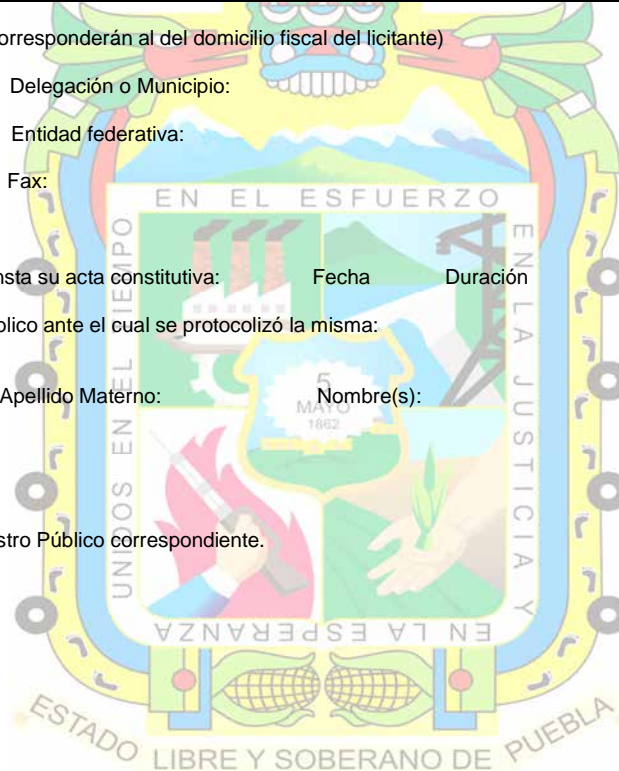 orresponderán al del domicilio fiscal del licitante)
Delegación o Municipio:
Entidad federativa:
Fax:
nsta su acta constitutiva: Fecha Duración
blico ante el cual se protocolizó la misma:
Apellido Materno: Nombre(s):
stro Público correspondiente.
UNIDOS EN EL TIEMPO
EN EL ESFUERZO
EN LA JUSTICIA Y
EN LA ESPERANZA
5
MAYO
1862
ESTADO LIBRE Y SOBERANO DE PUEBLA